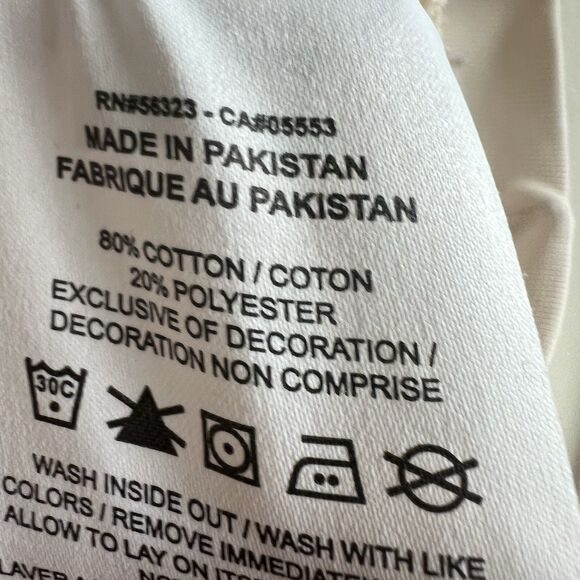 RN#56323 - CA#05553
MADE IN PAKISTAN
FABRIQUE AU PAKISTAN
80% COTTON / COTON
20% POLYESTER
EXCLUSIVE OF DECORATION /
DECORATION NON COMPRISE
30C
WASH INSIDE OUT / WASH WITH LIKE
COLORS / REMOVE
ALLOW TO LAY ON